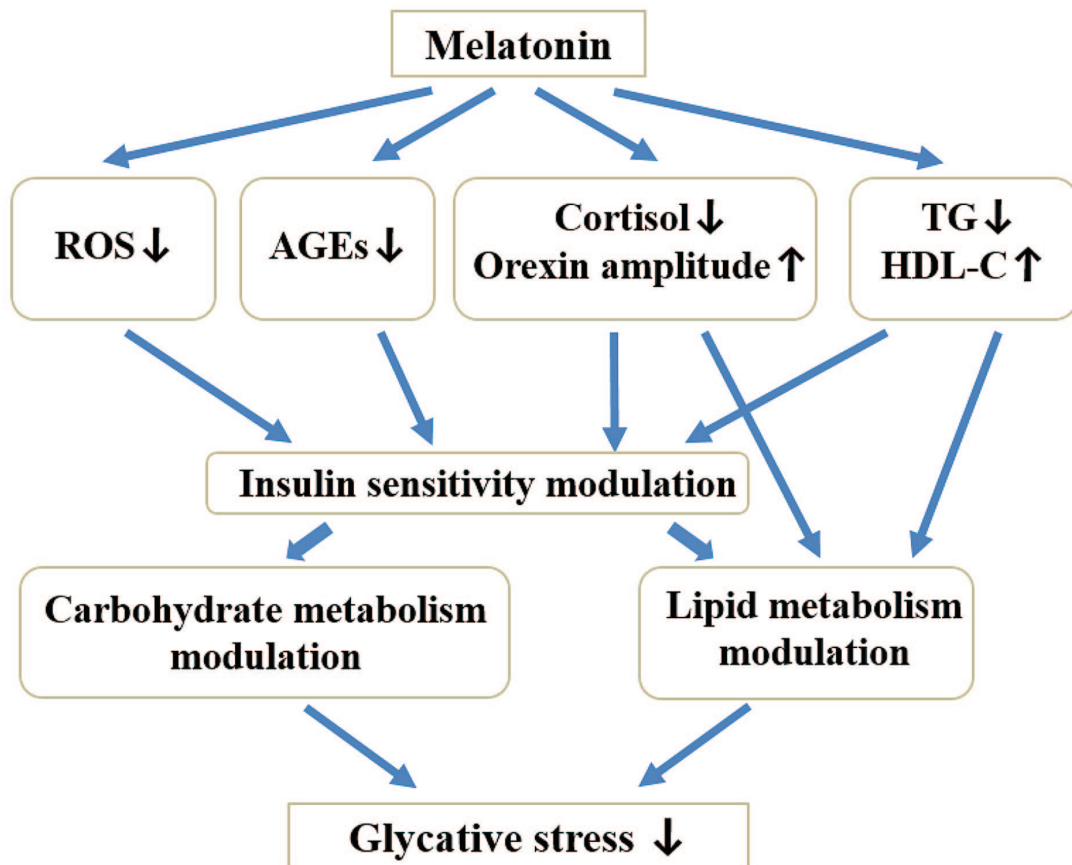 Melatonin
ROS↓
AGEs↓
Cortisol↓
Orexin amplitude↑
TG↓
HDL-C↑
Insulin sensitivity modulation
Carbohydrate metabolism
modulation
Lipid metabolism
modulation
Glycative stress ↓